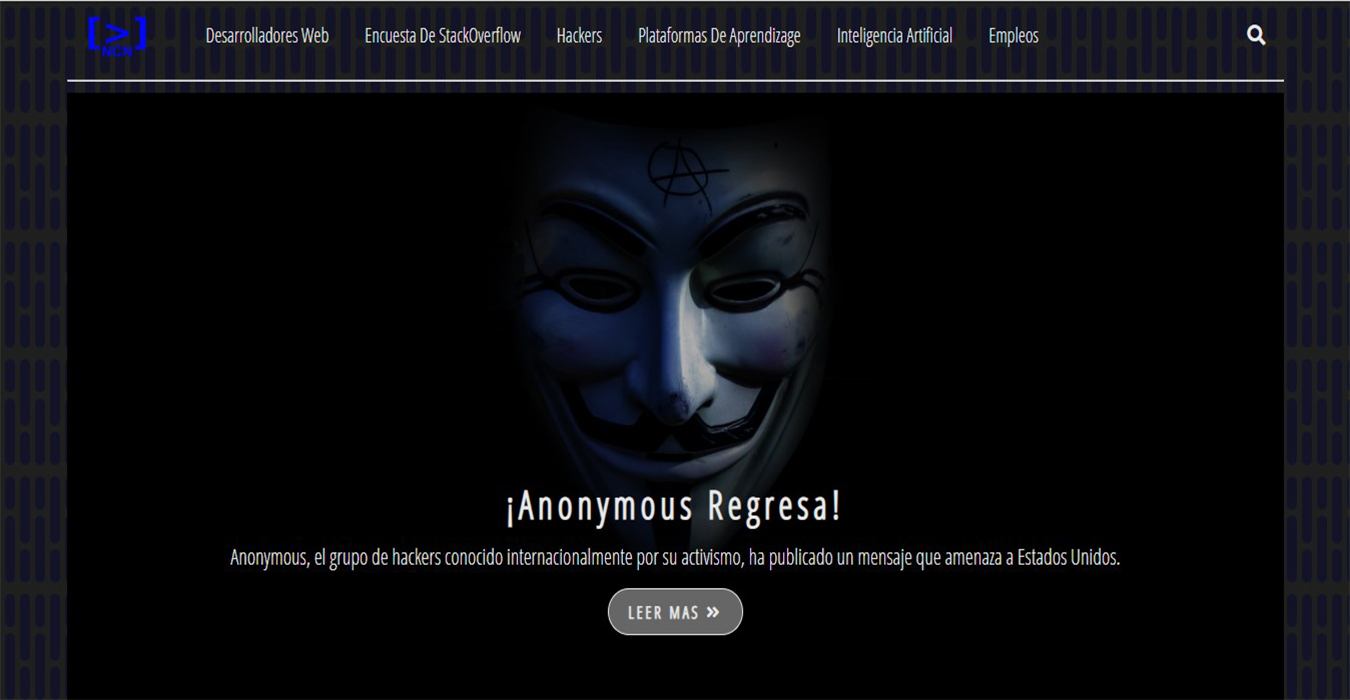 [>]
NCN
Desarrolladores Web Encuesta De StackOverflow Hackers Plataformas De Aprendizage Inteligencia Artificial Empleos
¡Anonymous Regresa!
Anonymous, el grupo de hackers conocido internacionalmente por su activismo, ha publicado un mensaje que amenaza a Estados Unidos.
LEER MAS »